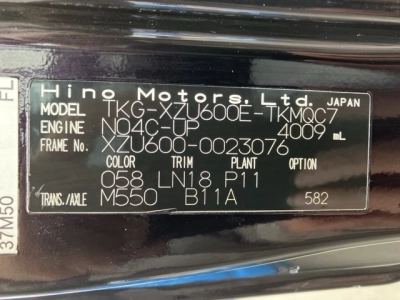 FL
Hino Motors, Ltd. JAPAN
MODEL TKG-XZU600E-TKMQC7
ENGINE N04C-UP 4009 mL
FRAME No. XZU600-0023076
COLOR TRIM PLANT OPTION
058 LN18 P11
TRANS./AXLE M550 B11A 582
37M50